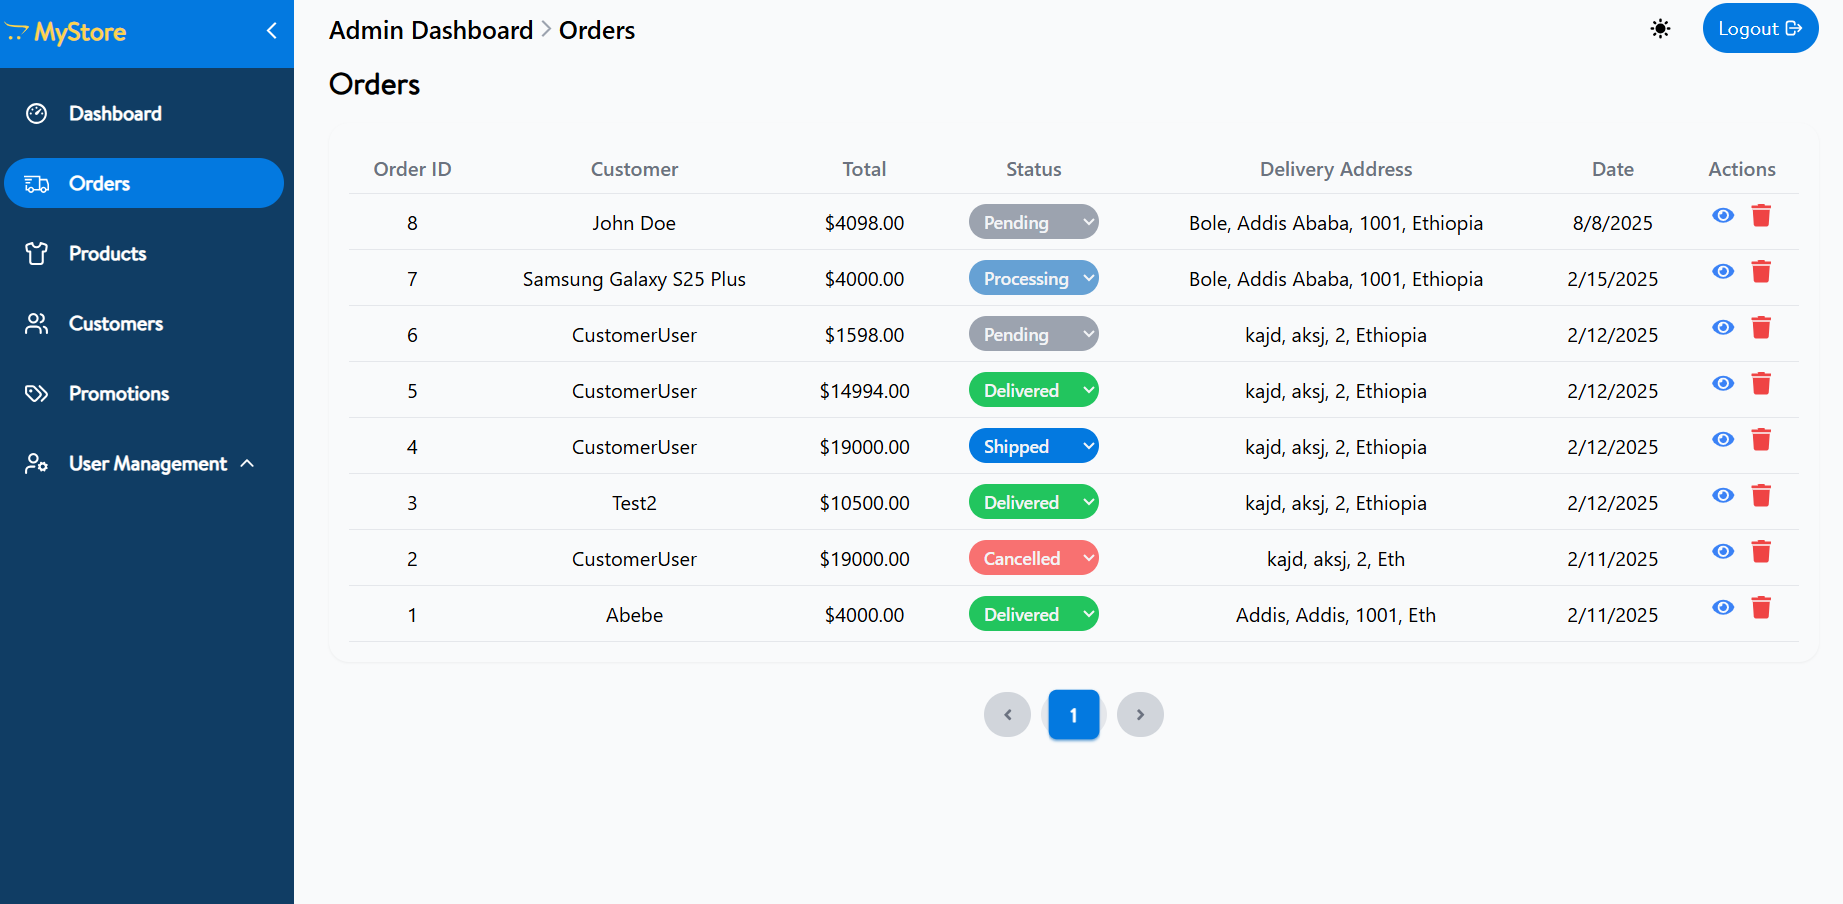 MyStore
Admin Dashboard > Orders
Logout
Dashboard
Orders
Products
Customers
Promotions
User Management
Orders
Order ID Customer Total Status Delivery Address Date Actions
8 John Doe $4098.00 Pending Bole, Addis Ababa, 1001, Ethiopia 8/8/2025
7 Samsung Galaxy S25 Plus $4000.00 Processing Bole, Addis Ababa, 1001, Ethiopia 2/15/2025
6 CustomerUser $1598.00 Pending kajd, aksj, 2, Ethiopia 2/12/2025
5 CustomerUser $14994.00 Delivered kajd, aksj, 2, Ethiopia 2/12/2025
4 CustomerUser $19000.00 Shipped kajd, aksj, 2, Ethiopia 2/12/2025
3 Test2 $10500.00 Delivered kajd, aksj, 2, Ethiopia 2/12/2025
2 CustomerUser $19000.00 Cancelled kajd, aksj, 2, Eth 2/11/2025
1 Abebe $4000.00 Delivered Addis, Addis, 1001, Eth 2/11/2025
1